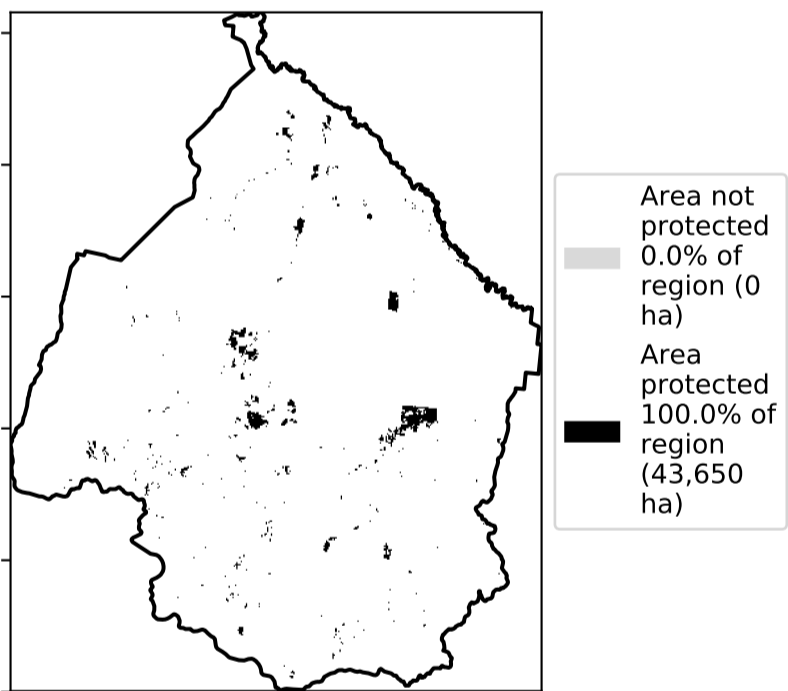 Area not
protected
0.0% of
region (0
ha)
Area
protected
100.0% of
region
(43,650
ha)